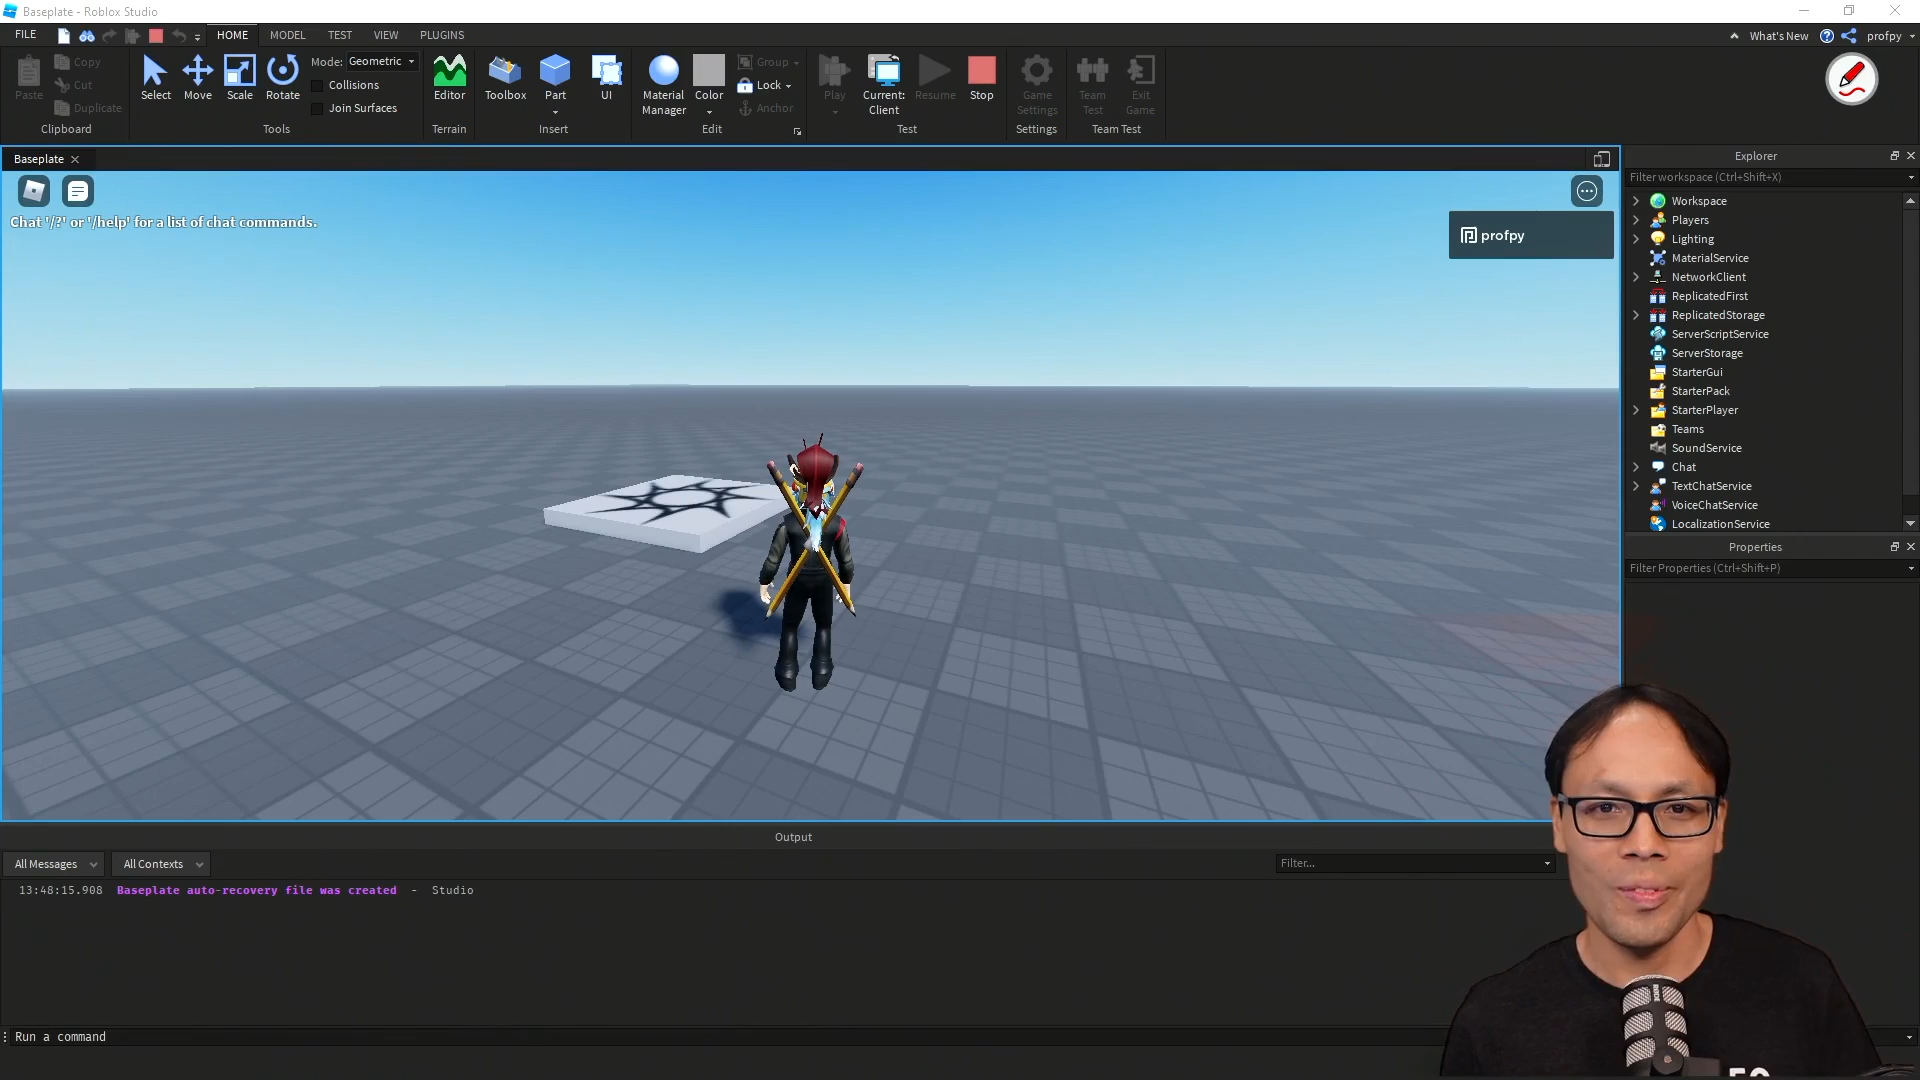 Baseplate - Roblox Studio
FILE
HOME
MODEL
TEST
VIEW
PLUGINS
What's New
profpy
Paste
Copy
Cut
Duplicate
Clipboard
Select
Move
Scale
Rotate
Mode: Geometric
Collisions
Join Surfaces
Tools
Editor
Terrain
Toolbox
Part
UI
Insert
Material
Manager
Color
Group
Lock
Anchor
Edit
Play
Current:
Client
Resume
Stop
Test
Game
Settings
Settings
Team
Test
Exit
Game
Team Test
Baseplate
Chat '/?' or '/help' for a list of chat commands.
profpy
Explorer
Filter workspace (Ctrl+Shift+X)
Workspace
Players
Lighting
MaterialService
NetworkClient
ReplicatedFirst
ReplicatedStorage
ServerScriptService
ServerStorage
StarterGui
StarterPack
StarterPlayer
Teams
SoundService
Chat
TextChatService
VoiceChatService
LocalizationService
Properties
Filter Properties (Ctrl+Shift+P)
Output
All Messages
All Contexts
Filter...
13:48:15.908 Baseplate auto-recovery file was created - Studio
Run a command
RODE